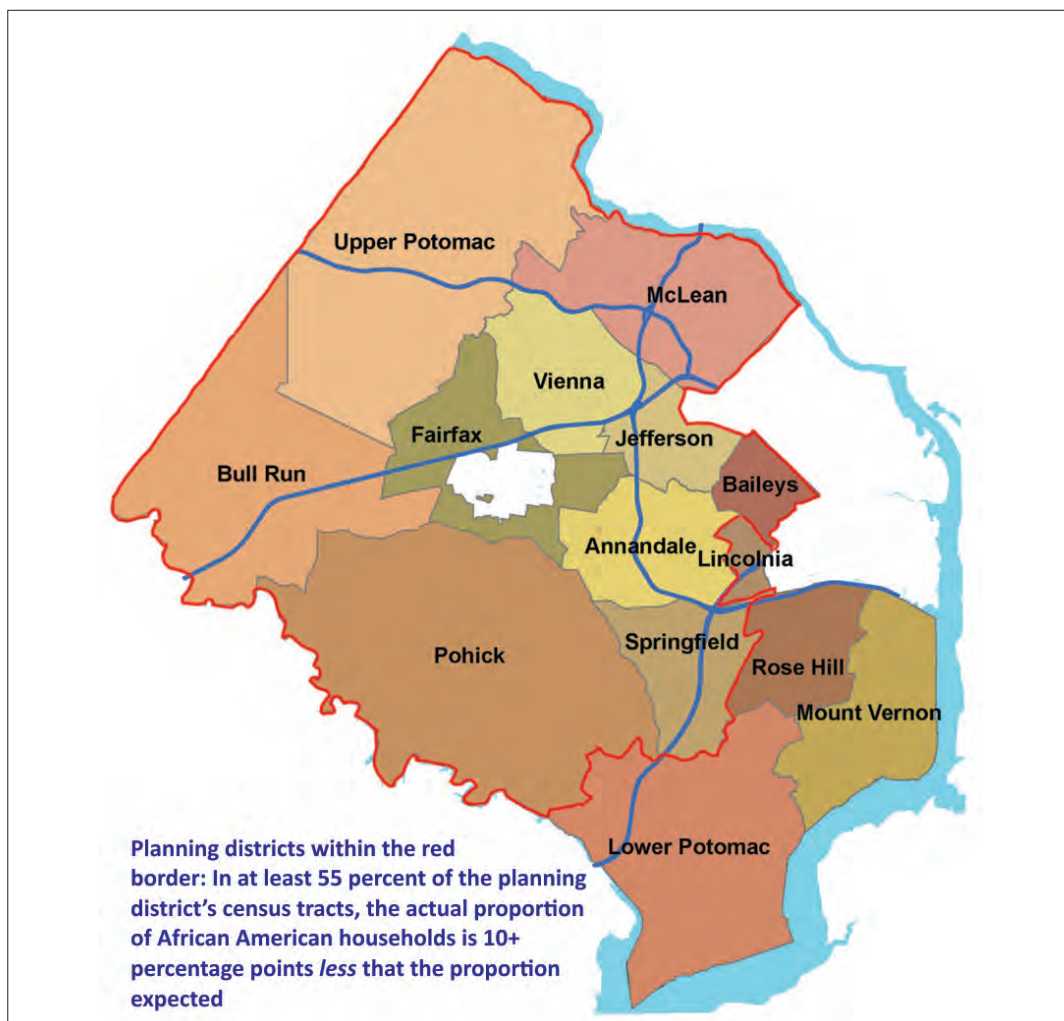 Upper Potomac
McLean
Vienna
Fairfax
Jefferson
Bull Run
Baileys
Annandale
Lincolnia
Springfield
Pohick
Rose Hill
Mount Vernon
Lower Potomac
Planning districts within the red
border: In at least 55 percent of the planning
district's census tracts, the actual proportion
of African American households is 10+
percentage points less that the proportion
expected